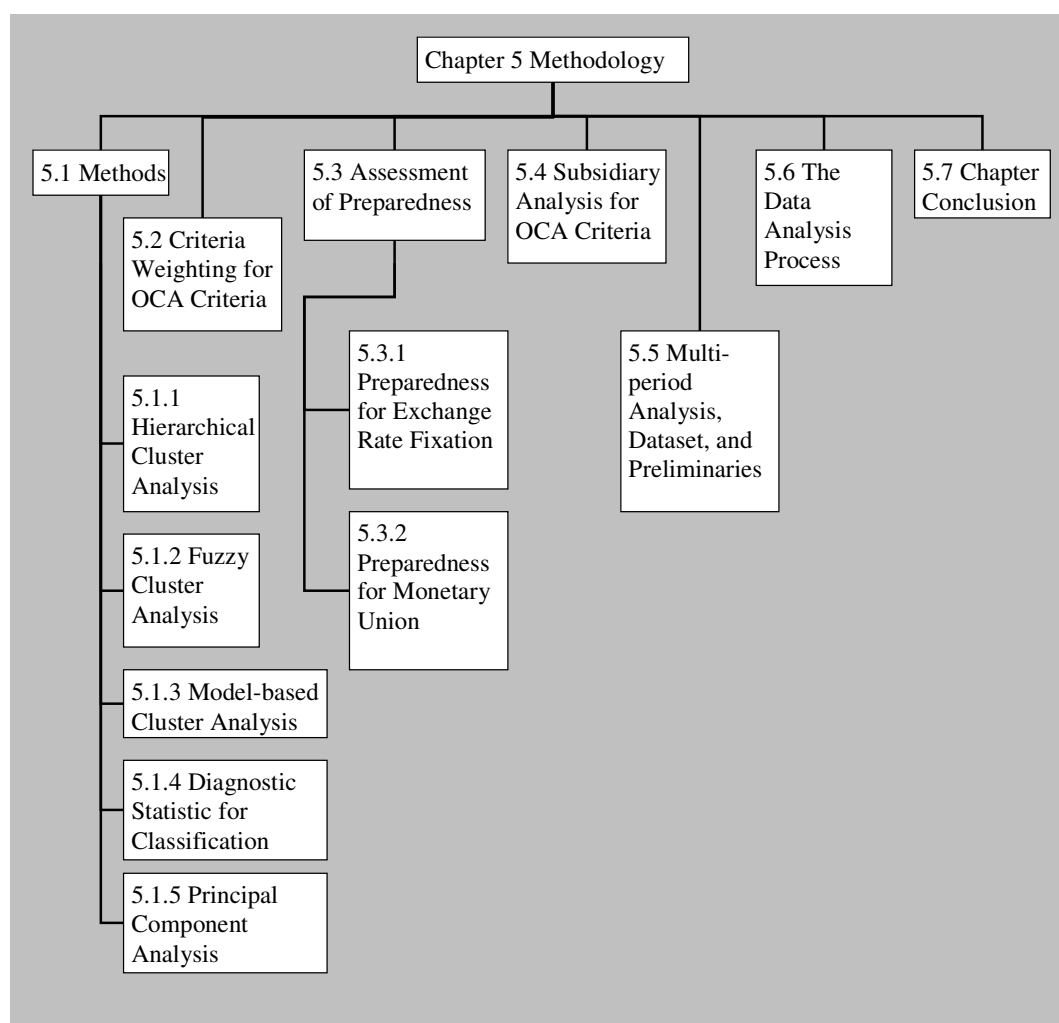 Chapter 5 Methodology
5.1 Methods
5.2 Criteria
Weighting for
OCA Criteria
5.3 Assessment
of Preparedness
5.4 Subsidiary
Analysis for
OCA Criteria
5.5 Multi-
period
Analysis,
Dataset, and
Preliminaries
5.6 The
Data
Analysis
Process
5.7 Chapter
Conclusion
5.1.1
Hierarchical
Cluster
Analysis
5.1.2 Fuzzy
Cluster
Analysis
5.1.3 Model-based
Cluster Analysis
5.1.4 Diagnostic
Statistic for
Classification
5.1.5 Principal
Component
Analysis
5.3.1
Preparedness
for Exchange
Rate Fixation
5.3.2
Preparedness
for Monetary
Union